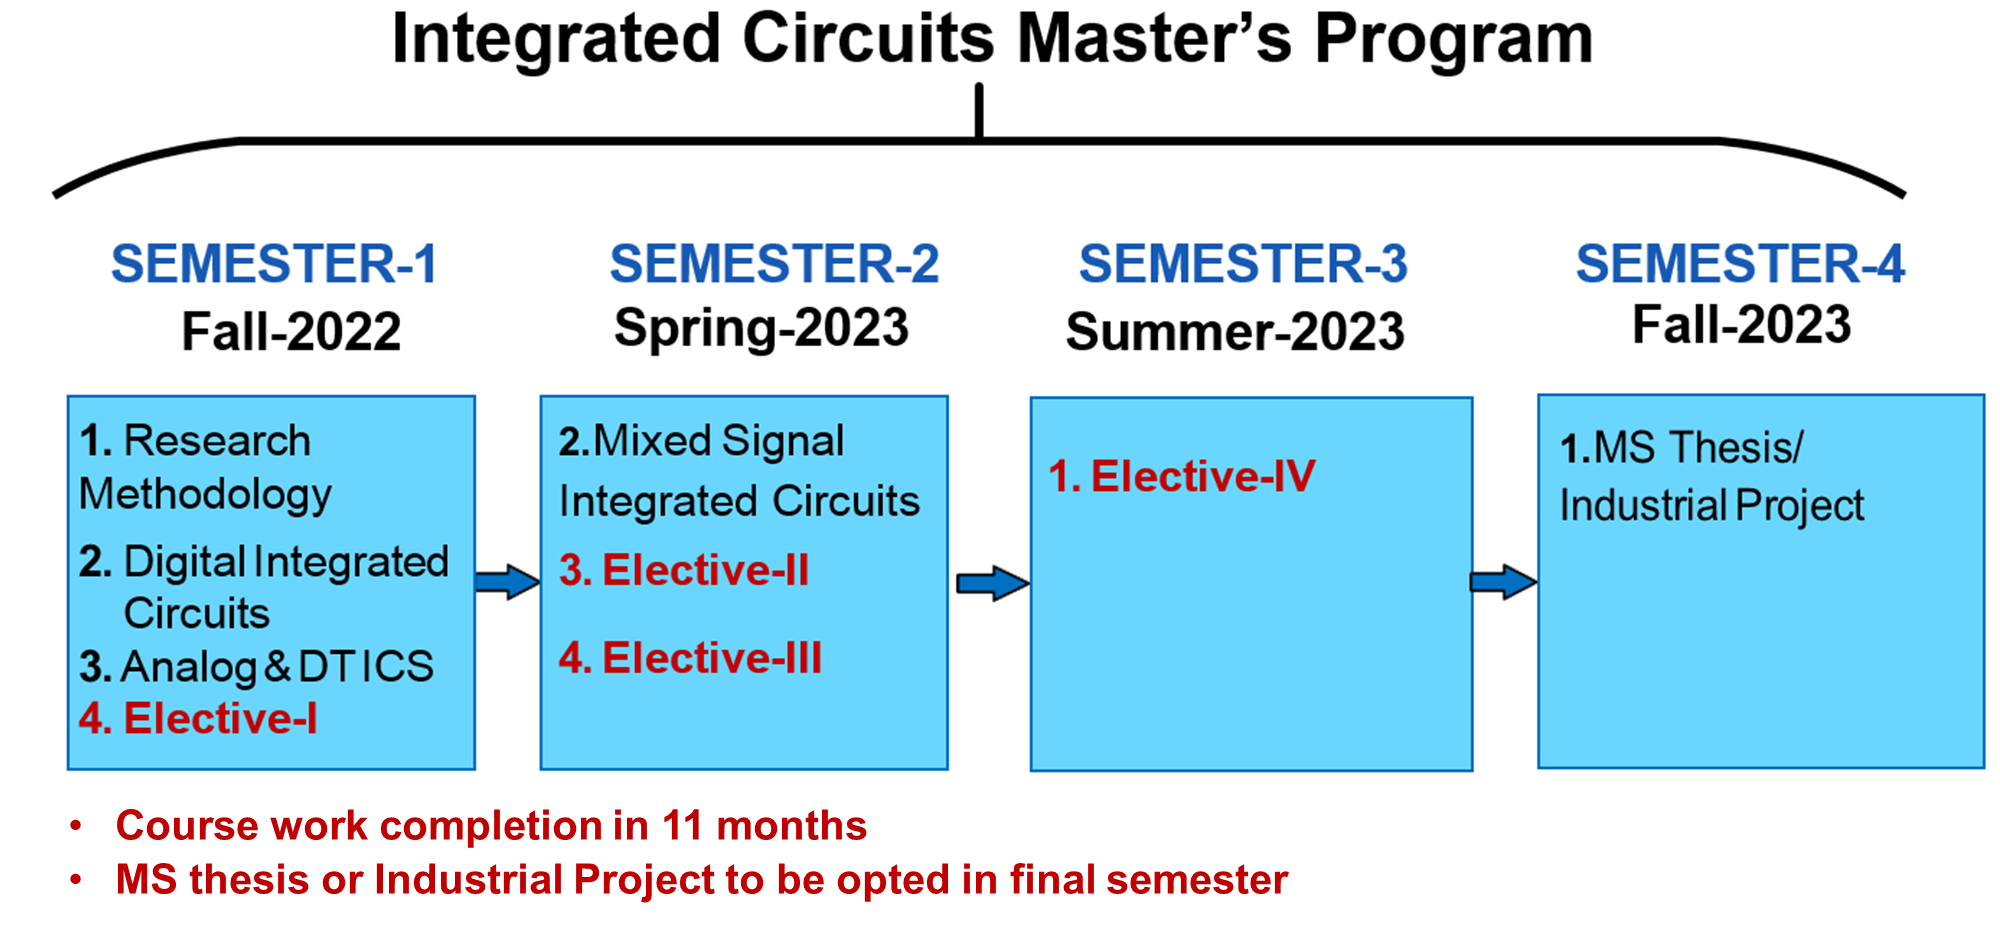 Integrated Circuits Master’s Program
SEMESTER-1
Fall-2022
1. Research
Methodology
2. Digital Integrated
Circuits
3. Analog & DT ICS
4. Elective-I
SEMESTER-2
Spring-2023
2.Mixed Signal
Integrated Circuits
3. Elective-II
4. Elective-III
SEMESTER-3
Summer-2023
1. Elective-IV
SEMESTER-4
Fall-2023
1.MS Thesis/
Industrial Project
• Course work completion in 11 months
• MS thesis or Industrial Project to be opted in final semester